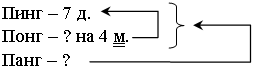 Пинг – 7 д.
Понг – ? на 4 м.
Панг – ?